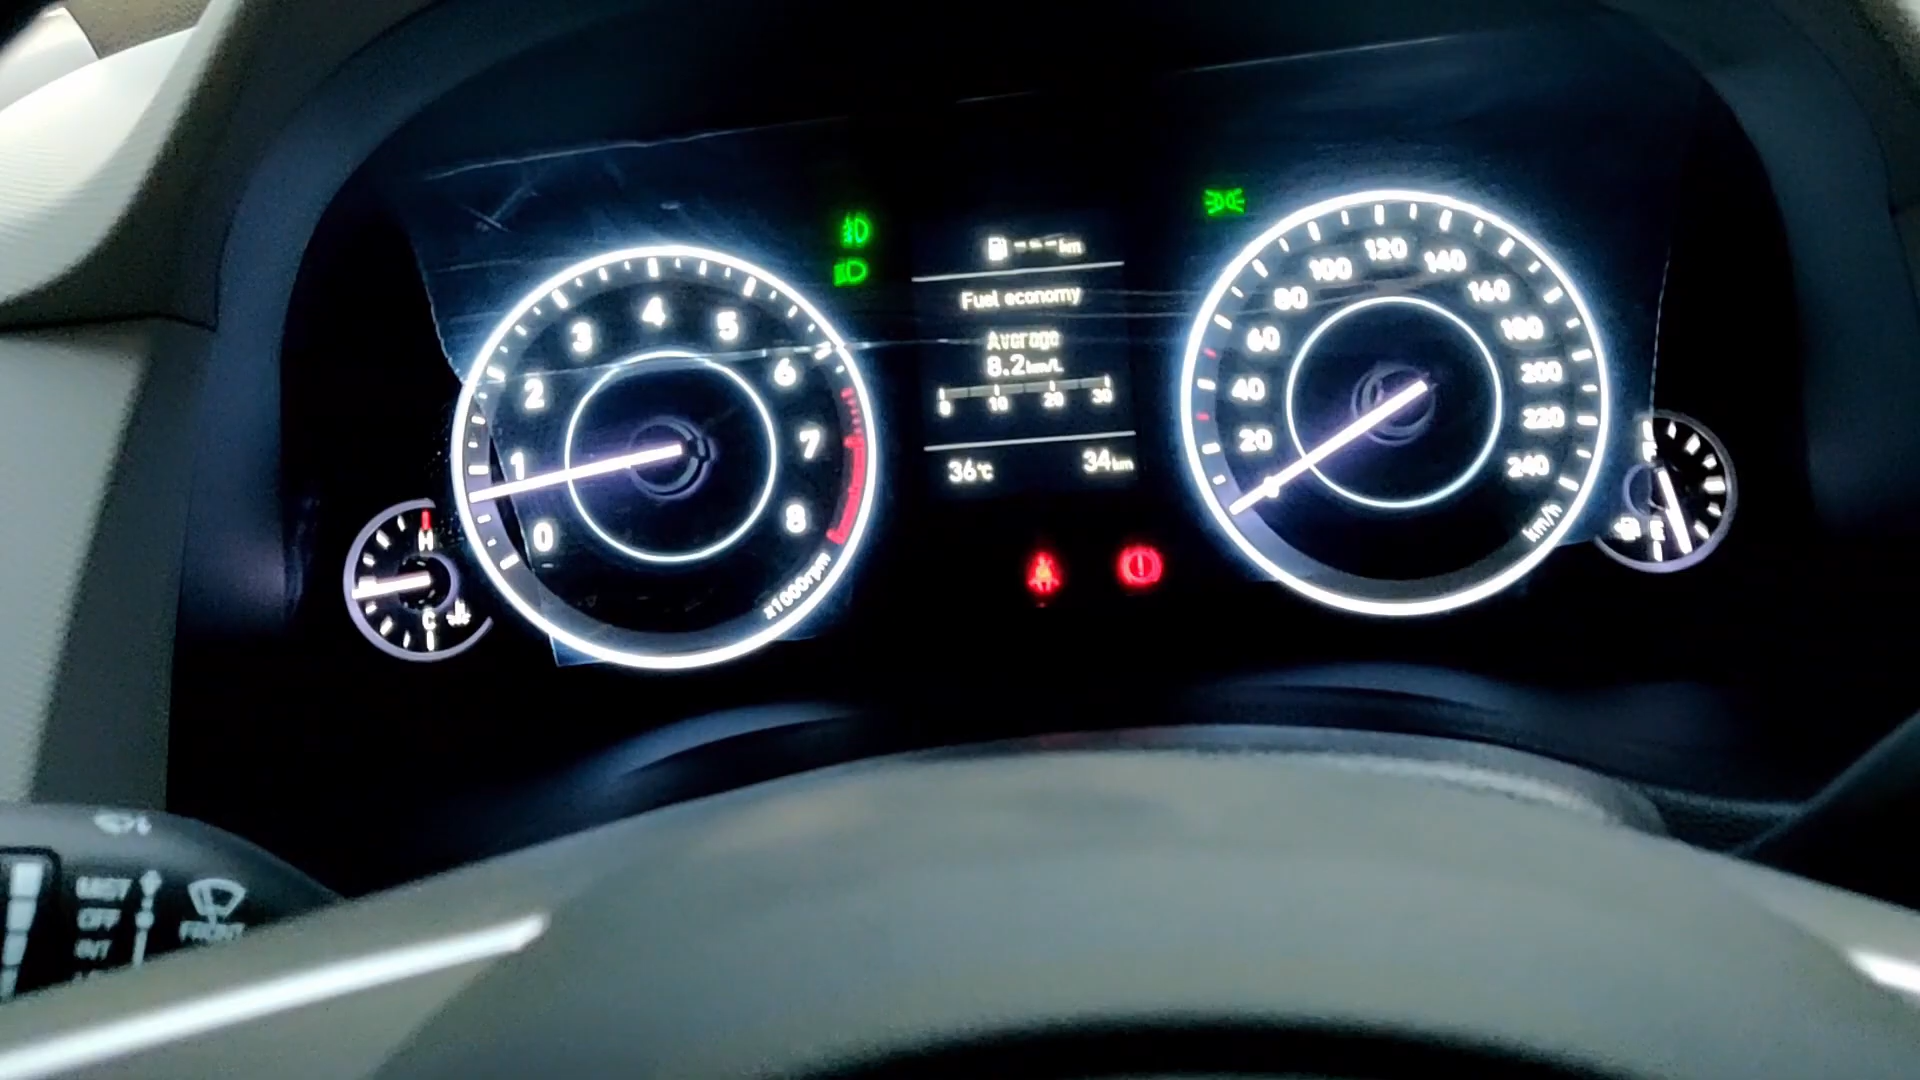 ---km
Fuel economy
Average
8.2km/L
0 10 20 30
36°C 34km
0 1 2 3 4 5 6 7 8
x1000rpm
20 40 60 80 100 120 140 160 180 200 220 240
km/h
H
C
F
E
MIST
OFF
INT
FRONT